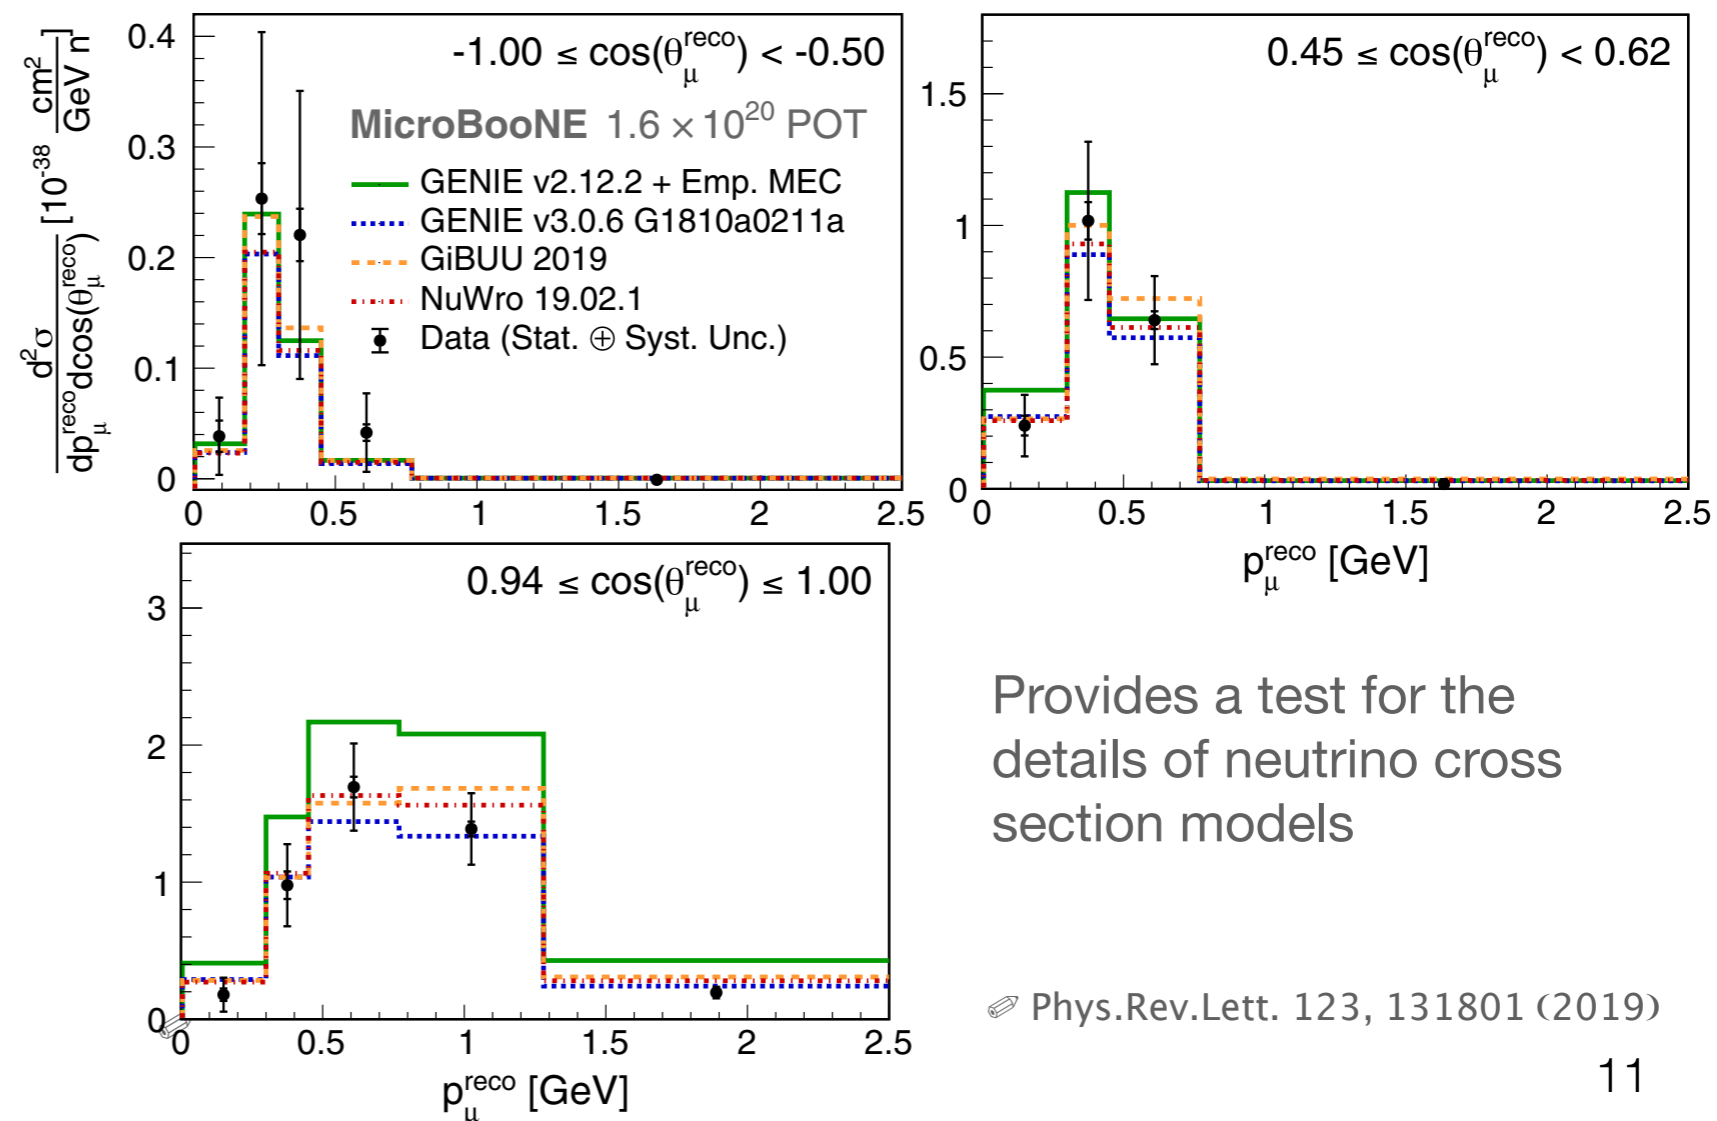 -1.00 ≤ cos(θ_μ^reco) < -0.50
MicroBooNE 1.6 × 10^20 POT
GENIE v2.12.2 + Emp. MEC
GENIE v3.0.6 G1810a0211a
GiBUU 2019
NuWro 19.02.1
Data (Stat. ⊕ Syst. Unc.)
d²σ / dp_μ^reco dcos(θ_μ^reco) [10^-38 cm² / GeV n]
0.4
0.3
0.2
0.1
0
0 0.5 1 1.5 2 2.5
0.45 ≤ cos(θ_μ^reco) < 0.62
1.5
1
0.5
0
0 0.5 1 1.5 2 2.5
p_μ^reco [GeV]
0.94 ≤ cos(θ_μ^reco) ≤ 1.00
3
2
1
0
0 0.5 1 1.5 2 2.5
p_μ^reco [GeV]
Provides a test for the
details of neutrino cross
section models
✐ Phys.Rev.Lett. 123, 131801 (2019)
11